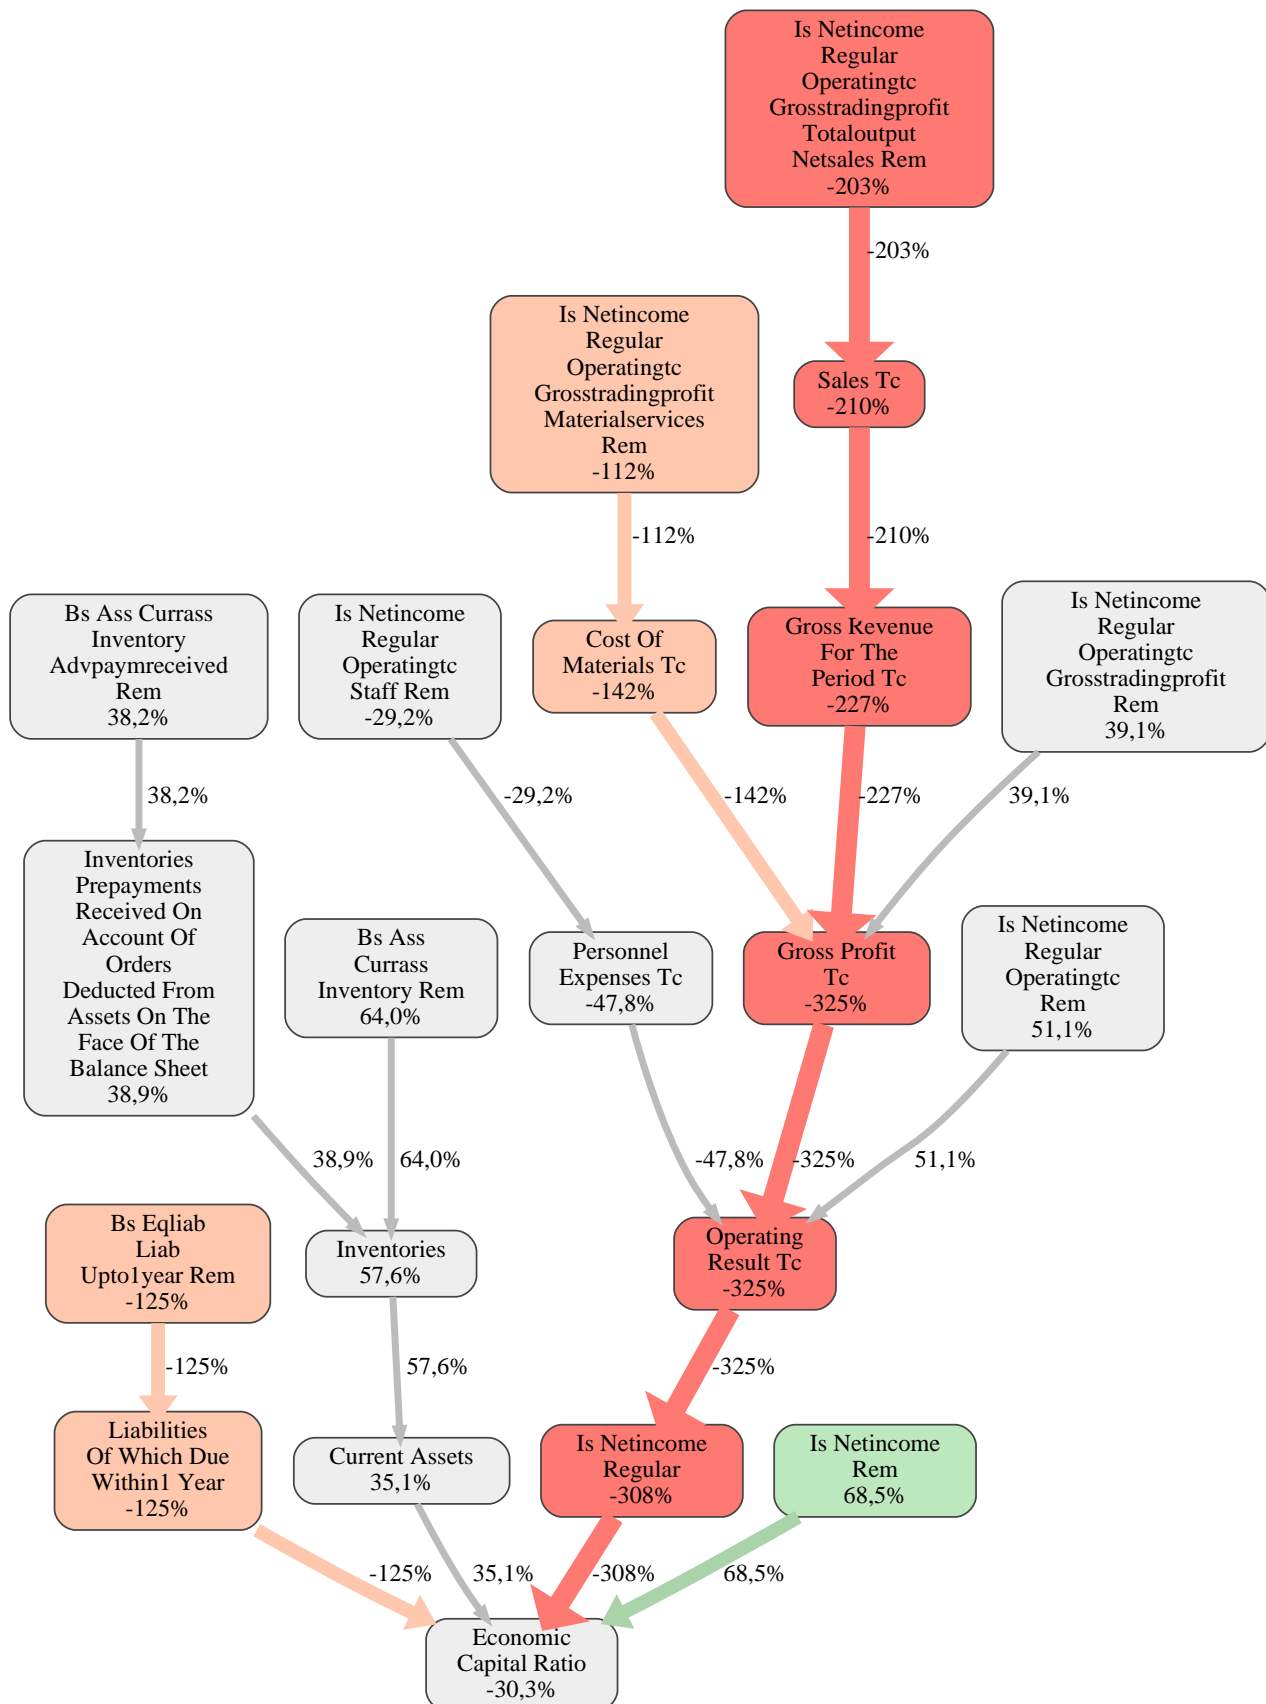 Is Netincome
Regular
Operatingtc
Grosstradingprofit
Totaloutput
Netsales Rem
-203%
-203%
Is Netincome
Regular
Operatingtc
Grosstradingprofit
Materialservices
Rem
-112%
Sales Tc
-210%
-112%
-210%
Bs Ass Currass
Inventory
Advpaymreceived
Rem
38,2%
Is Netincome
Regular
Operatingtc
Staff Rem
-29,2%
Cost Of
Materials Tc
-142%
Gross Revenue
For The
Period Tc
-227%
Is Netincome
Regular
Operatingtc
Grosstradingprofit
Rem
39,1%
38,2%
-29,2%
-142%
-227%
39,1%
Inventories
Prepayments
Received On
Account Of
Orders
Deducted From
Assets On The
Face Of The
Balance Sheet
38,9%
Bs Ass
Currass
Inventory Rem
64,0%
Personnel
Expenses Tc
-47,8%
Gross Profit
Tc
-325%
Is Netincome
Regular
Operatingtc
Rem
51,1%
38,9%
64,0%
-47,8%
-325%
51,1%
Bs Eqliab
Liab
Upto1year Rem
-125%
Inventories
57,6%
Operating
Result Tc
-325%
-125%
57,6%
-325%
Liabilities
Of Which Due
Within1 Year
-125%
Current Assets
35,1%
Is Netincome
Regular
-308%
Is Netincome
Rem
68,5%
-125%
35,1%
-308%
68,5%
Economic
Capital Ratio
-30,3%